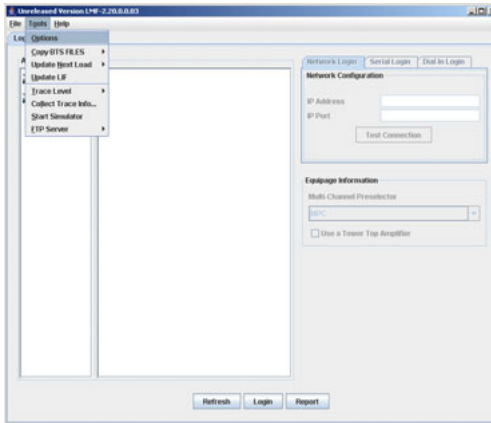 Unreleased Version LMF-2.20.0.0.03
File Tools Help
Options
Copy BTS FILES
Update Next Load
Update LIF
Trace Level
Collect Trace Info...
Start Simulator
FTP Server
Network Login Serial Login Dial In Login
Network Configuration
IP Address
IP Port
Test Connection
Equipage Information
Multi-Channel Preselector
MPC
Use a Tower Top Amplifier
Refresh Login Report